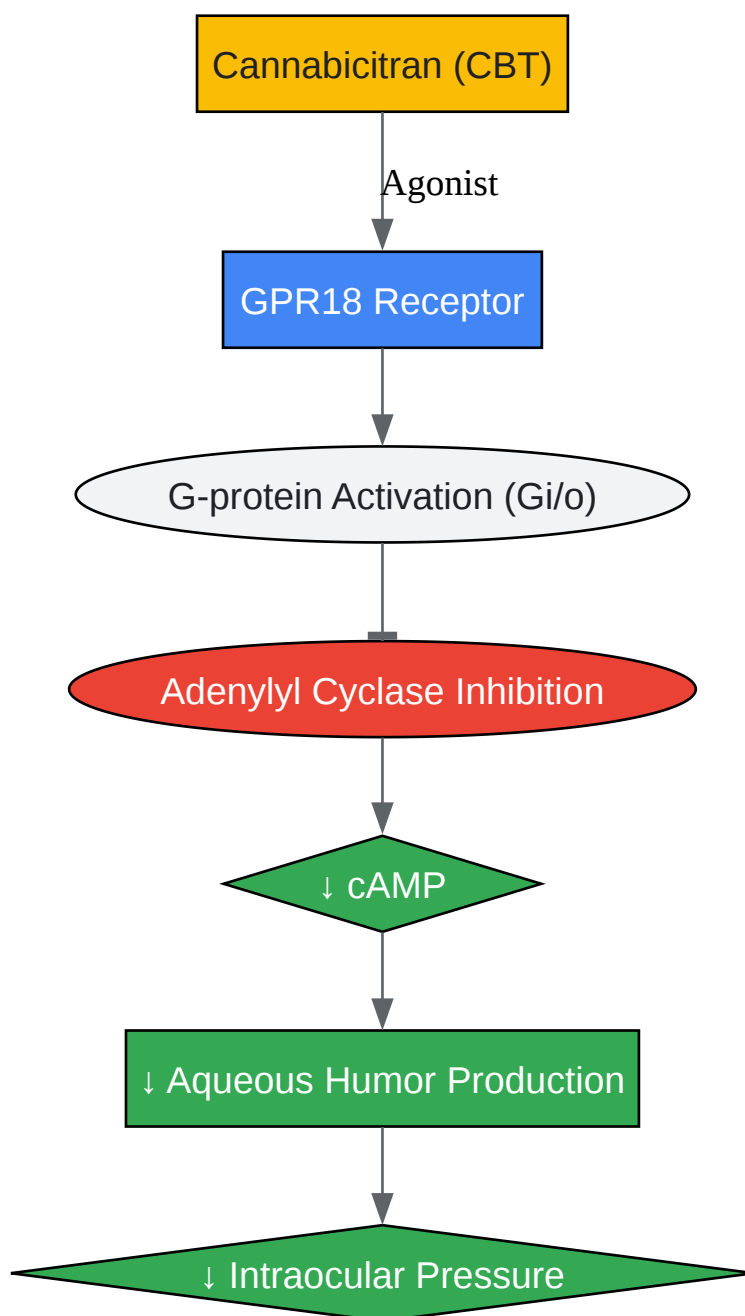 Cannabicitran (CBT)
Agonist
GPR18 Receptor
G-protein Activation (Gi/o)
Adenylyl Cyclase Inhibition
↓ cAMP
↓ Aqueous Humor Production
↓ Intraocular Pressure